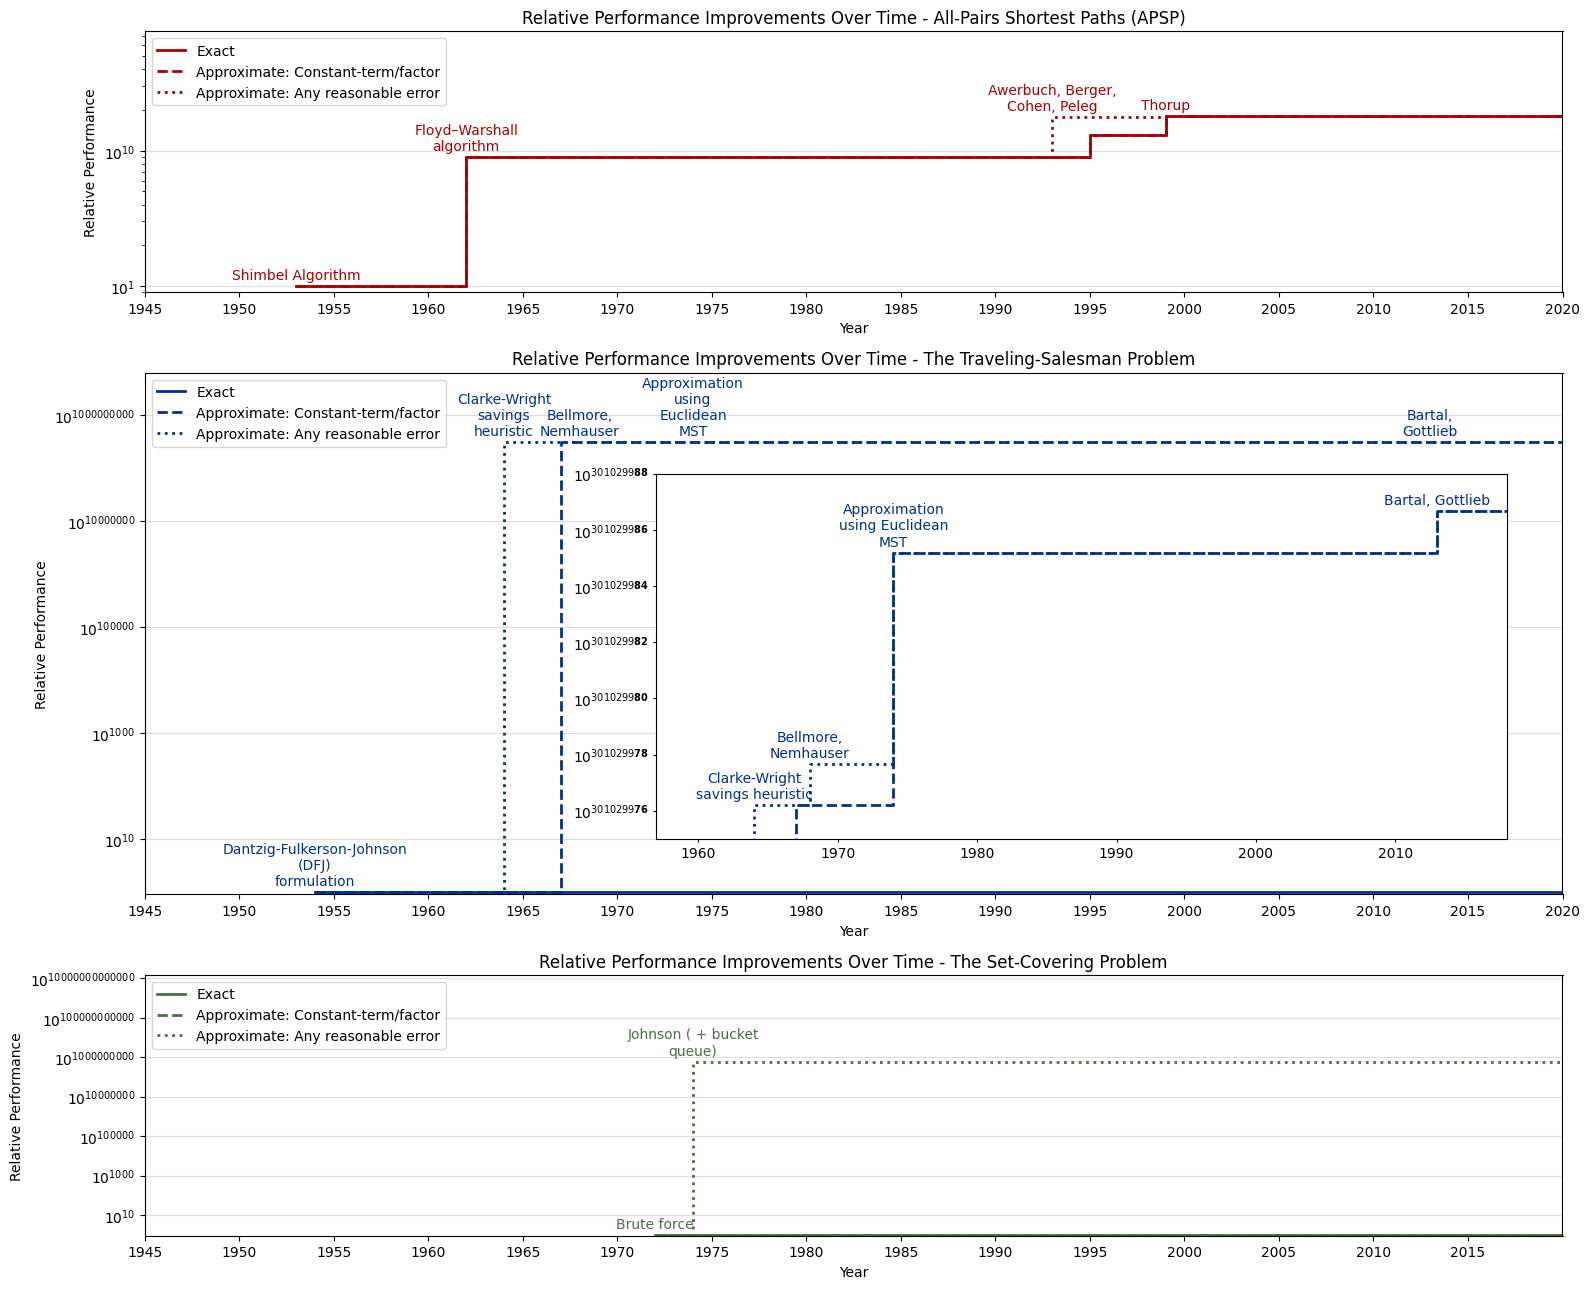 Relative Performance Improvements Over Time - All-Pairs Shortest Paths (APSP)
Exact
Approximate: Constant-term/factor
Approximate: Any reasonable error
Awerbuch, Berger,
Cohen, Peleg
Thorup
Floyd–Warshall
algorithm
Shimbel Algorithm
Relative Performance
10^10
10^1
1945 1950 1955 1960 1965 1970 1975 1980 1985 1990 1995 2000 2005 2010 2015 2020
Year
Relative Performance Improvements Over Time - The Traveling-Salesman Problem
Exact
Approximate: Constant-term/factor
Approximate: Any reasonable error
Clarke-Wright
savings
heuristic
Bellmore,
Nemhauser
Approximation
using
Euclidean
MST
Bartal,
Gottlieb
Relative Performance
10^1000000000
10^10000000
10^100000
10^1000
10^10
10^301029988
10^301029986
10^301029984
10^301029982
10^301029980
10^301029978
10^301029976
Approximation
using Euclidean
MST
Bartal, Gottlieb
Bellmore,
Nemhauser
Clarke-Wright
savings heuristic
1960 1970 1980 1990 2000 2010
Dantzig-Fulkerson-Johnson
(DFJ)
formulation
1945 1950 1955 1960 1965 1970 1975 1980 1985 1990 1995 2000 2005 2010 2015 2020
Year
Relative Performance Improvements Over Time - The Set-Covering Problem
Exact
Approximate: Constant-term/factor
Approximate: Any reasonable error
Johnson ( + bucket
queue)
Brute force
Relative Performance
10^10000000000000
10^100000000000
10^1000000000
10^10000000
10^100000
10^1000
10^10
1945 1950 1955 1960 1965 1970 1975 1980 1985 1990 1995 2000 2005 2010 2015
Year